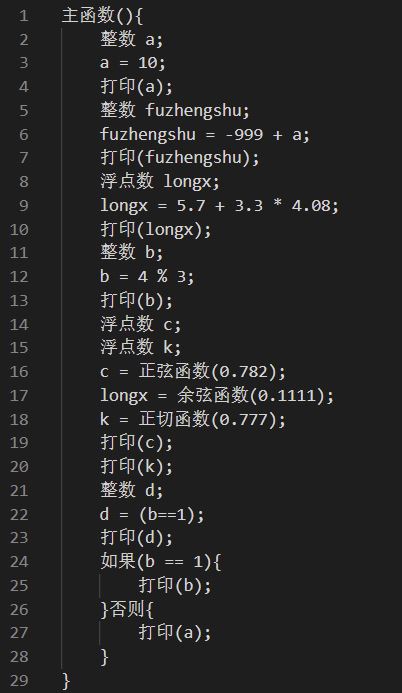 1 主函数(){
2 整数 a;
3 a = 10;
4 打印(a);
5 整数 fuzhengshu;
6 fuzhengshu = -999 + a;
7 打印(fuzhengshu);
8 浮点数 longx;
9 longx = 5.7 + 3.3 * 4.08;
10 打印(longx);
11 整数 b;
12 b = 4 % 3;
13 打印(b);
14 浮点数 c;
15 浮点数 k;
16 c = 正弦函数(0.782);
17 longx = 余弦函数(0.1111);
18 k = 正切函数(0.777);
19 打印(c);
20 打印(k);
21 整数 d;
22 d = (b==1);
23 打印(d);
24 如果(b == 1){
25 打印(b);
26 }否则{
27 打印(a);
28 }
29 }